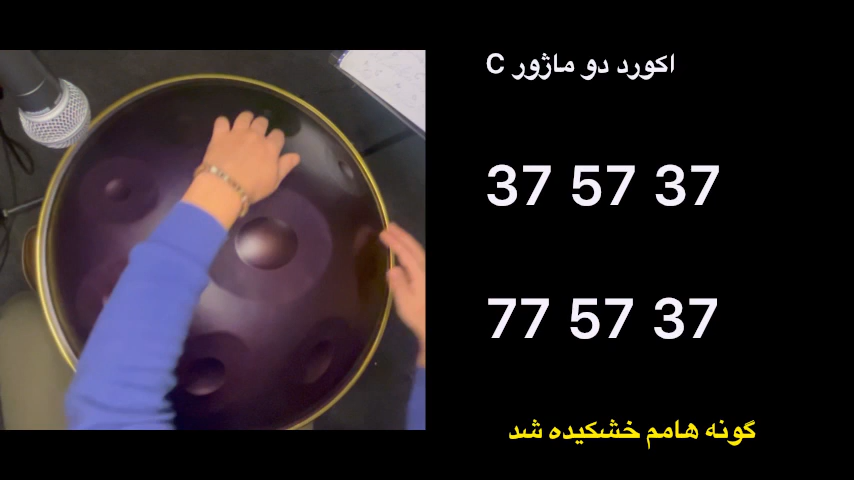 اکورد دو ماژور C
37 57 37
77 57 37
گونه هامم خشکیده شد